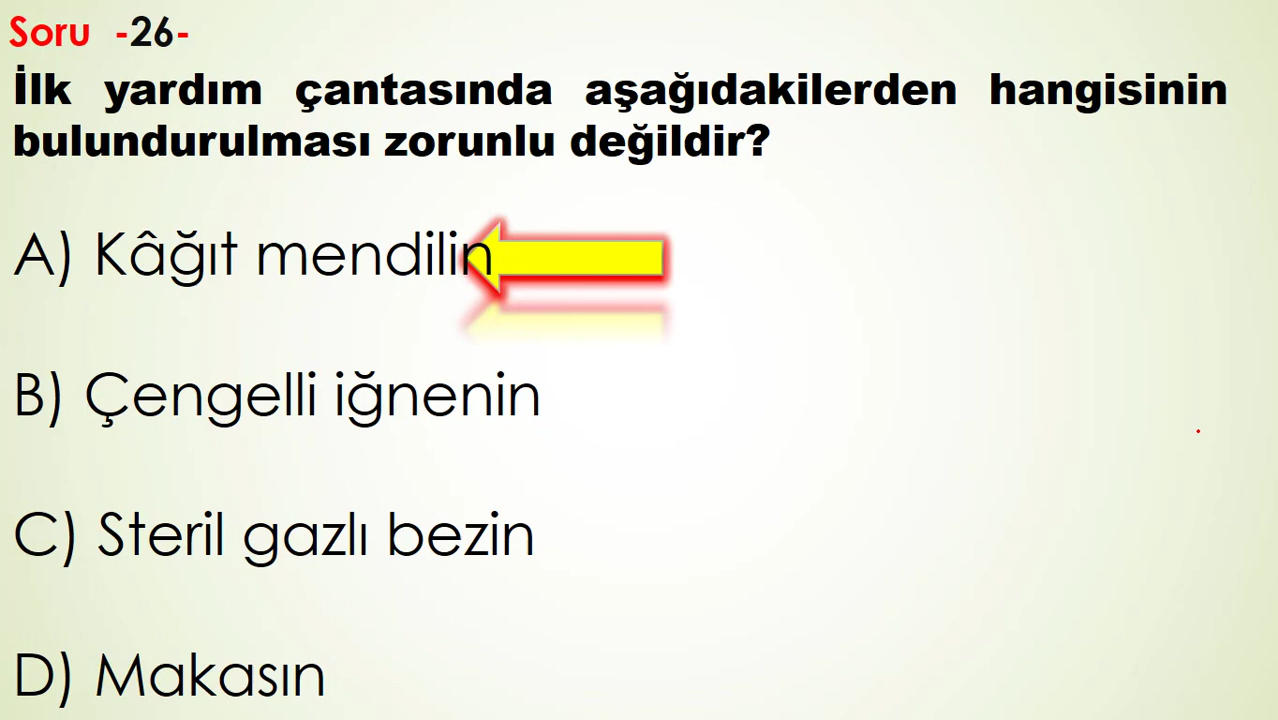 Soru -26-
İlk yardım çantasında aşağıdakilerden hangisinin
bulundurulması zorunlu değildir?
A) Kâğıt mendilin
B) Çengelli iğnenin
C) Steril gazlı bezin
D) Makasın